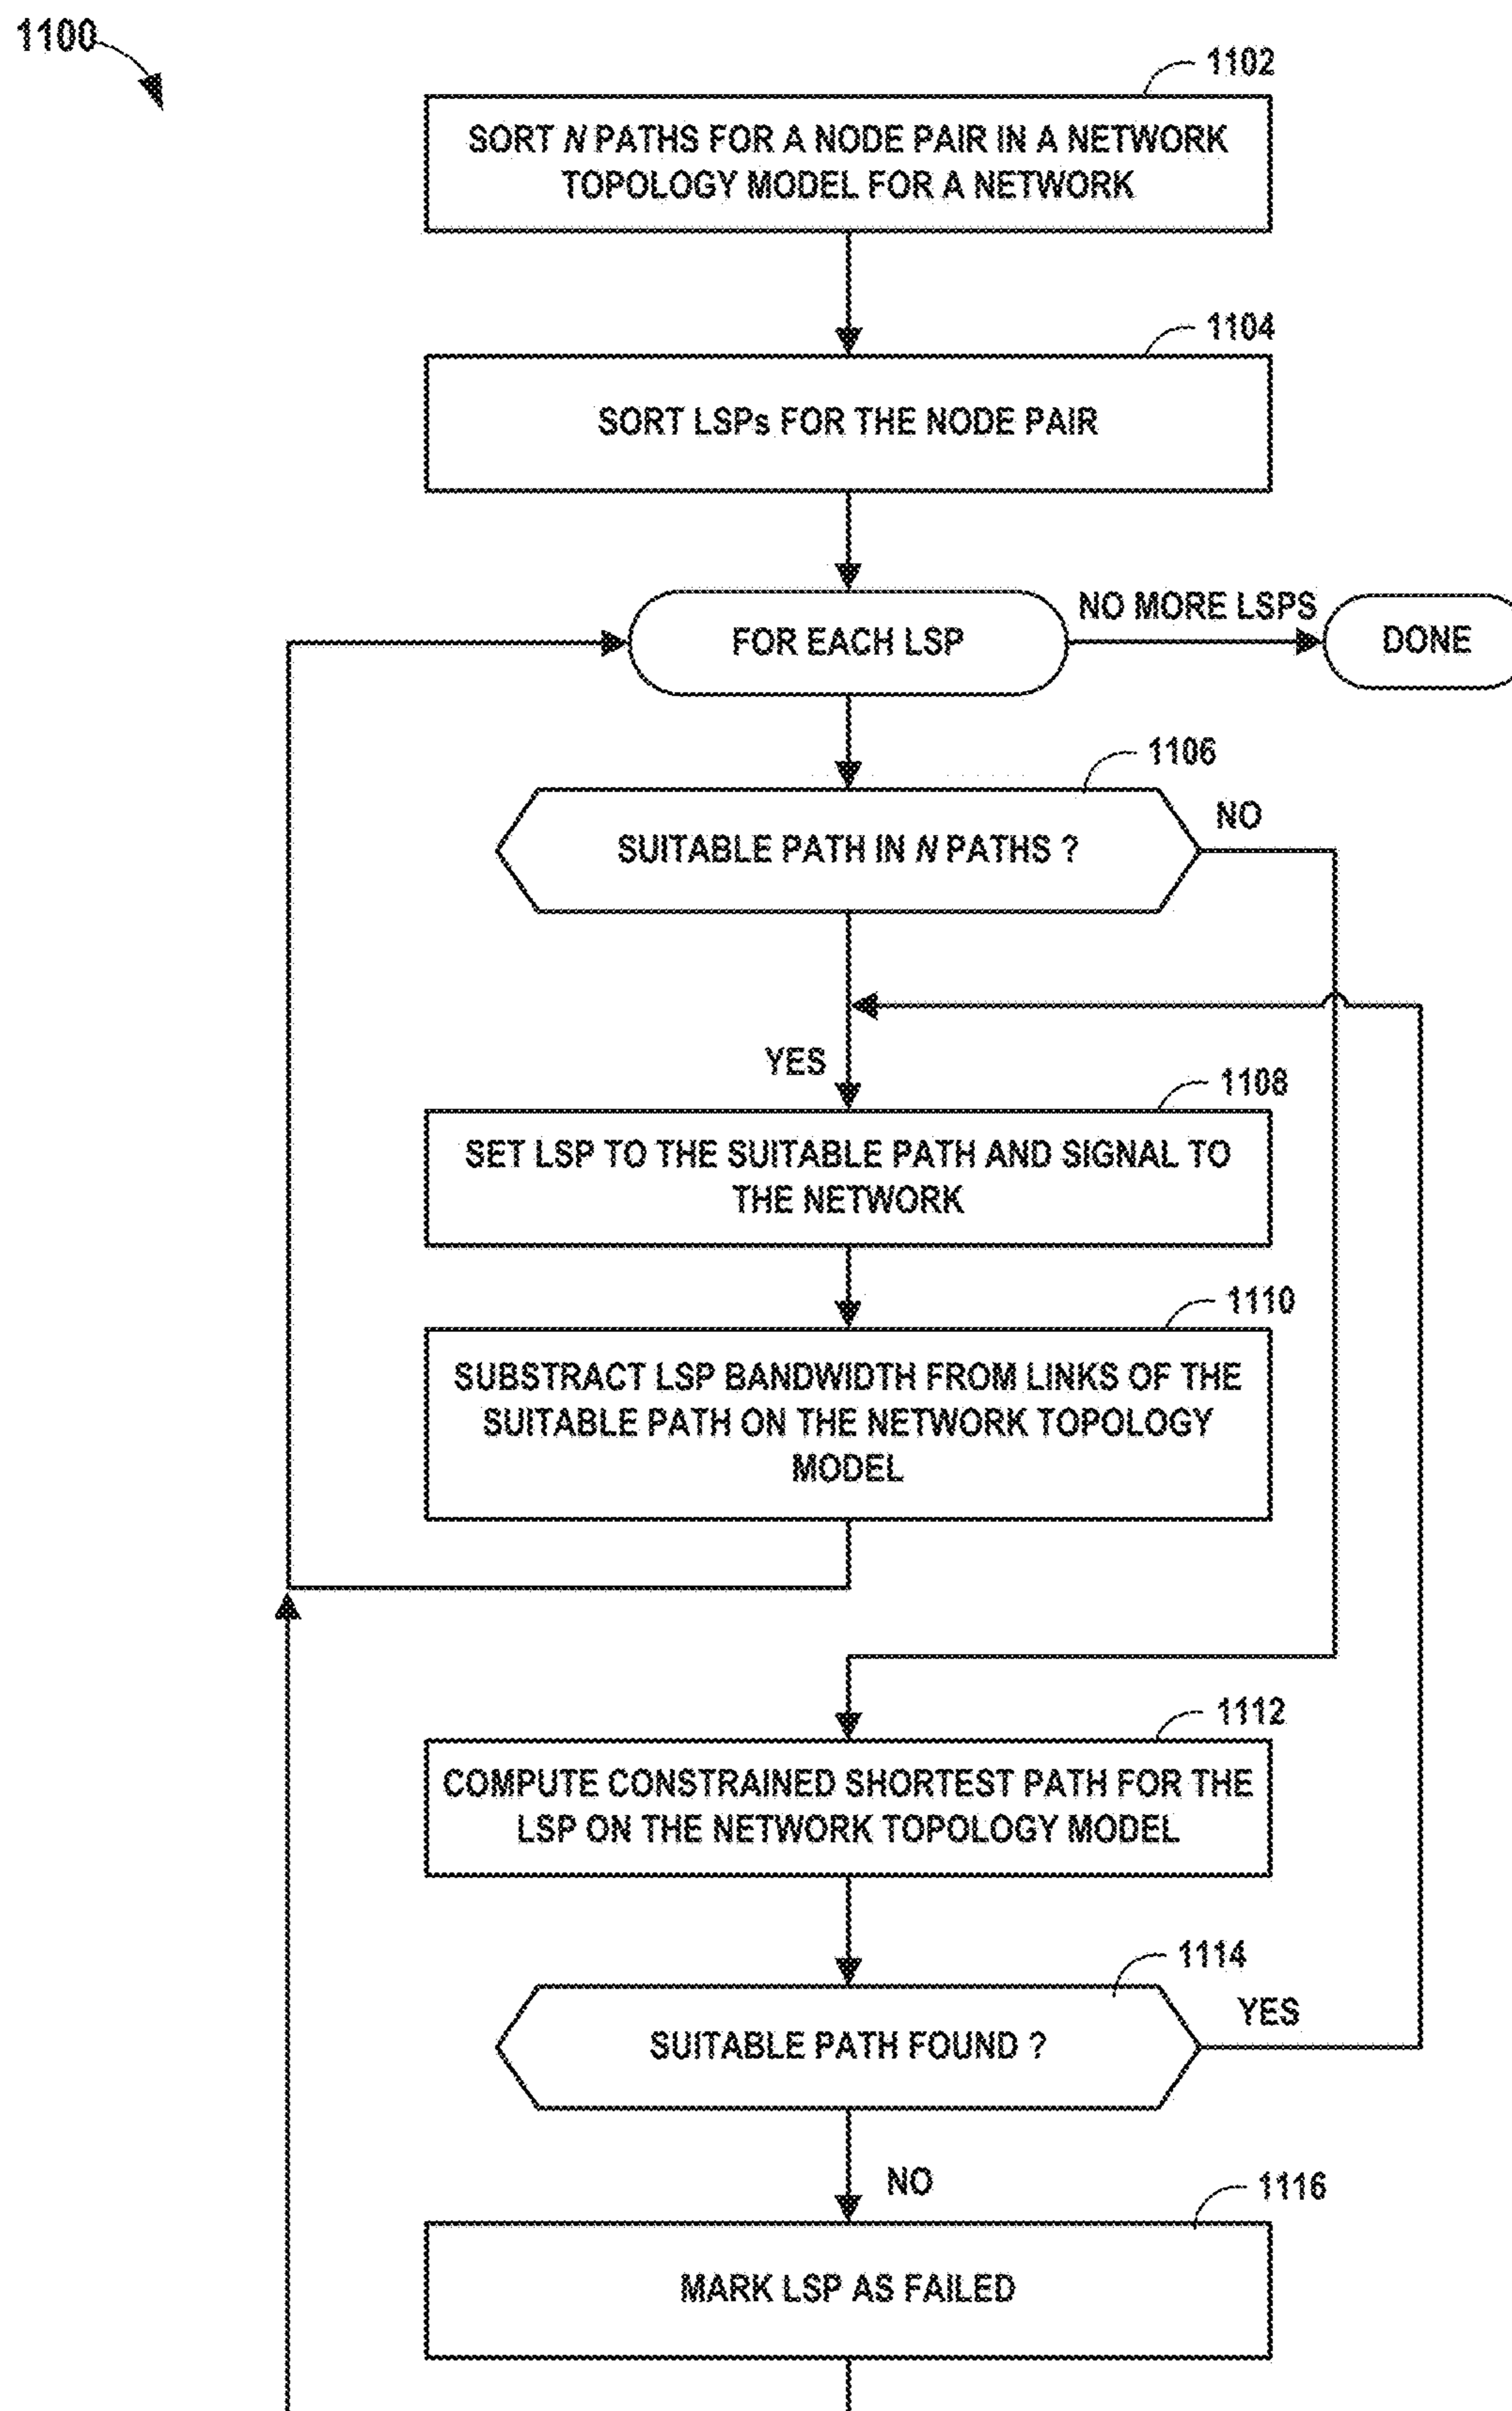 1100
1102
SORT N PATHS FOR A NODE PAIR IN A NETWORK
TOPOLOGY MODEL FOR A NETWORK
1104
SORT LSPs FOR THE NODE PAIR
FOR EACH LSP
NO MORE LSPS
DONE
1106
SUITABLE PATH IN N PATHS ?
NO
YES
1108
SET LSP TO THE SUITABLE PATH AND SIGNAL TO
THE NETWORK
1110
SUBSTRACT LSP BANDWIDTH FROM LINKS OF THE
SUITABLE PATH ON THE NETWORK TOPOLOGY
MODEL
1112
COMPUTE CONSTRAINED SHORTEST PATH FOR THE
LSP ON THE NETWORK TOPOLOGY MODEL
1114
SUITABLE PATH FOUND ?
YES
NO
1116
MARK LSP AS FAILED